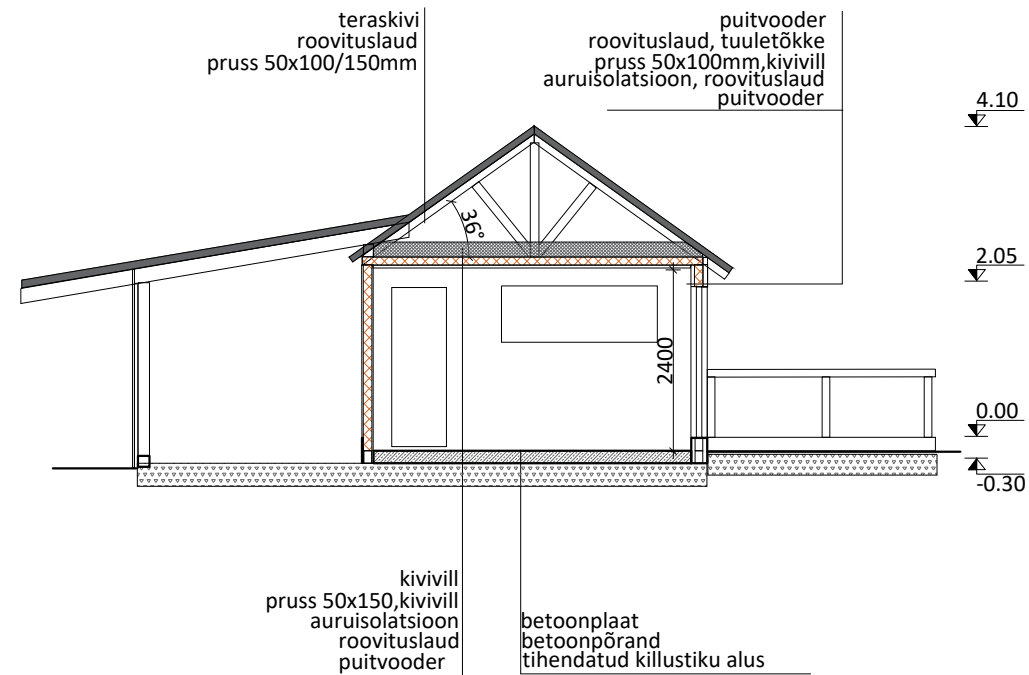 teraskivi
roovituslaud
pruss 50x100/150mm
puitvooder
roovituslaud, tuuletõkke
pruss 50x100mm,kivivill
auruisolatsioon, roovituslaud
puitvooder
4.10
36°
2.05
2400
0.00
-0.30
kivivill
pruss 50x150,kivivill
auruisolatsioon
roovituslaud
puitvooder
betoonplaat
betoonpõrand
tihendatud killustiku alus